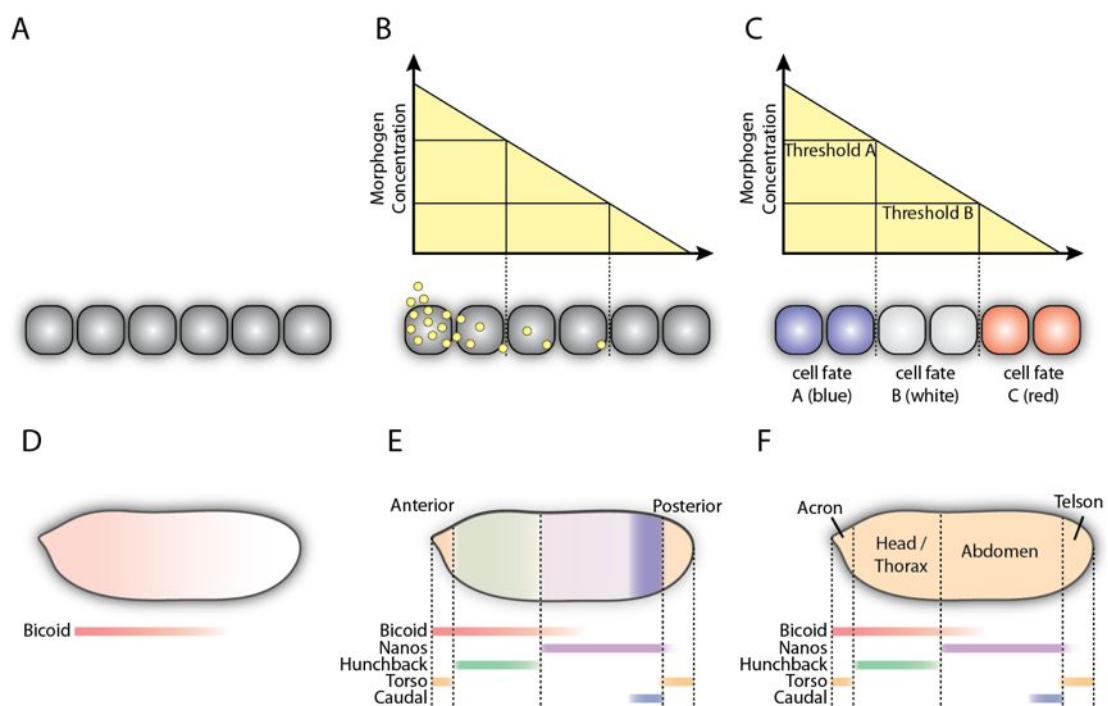 A
B
C
Morphogen
Concentration
Morphogen
Concentration
Threshold A
Threshold B
cell fate
A (blue)
cell fate
B (white)
cell fate
C (red)
D
E
F
Bicoid
Anterior
Posterior
Bicoid
Nanos
Hunchback
Torso
Caudal
Acron
Telson
Head /
Thorax
Abdomen
Bicoid
Nanos
Hunchback
Torso
Caudal